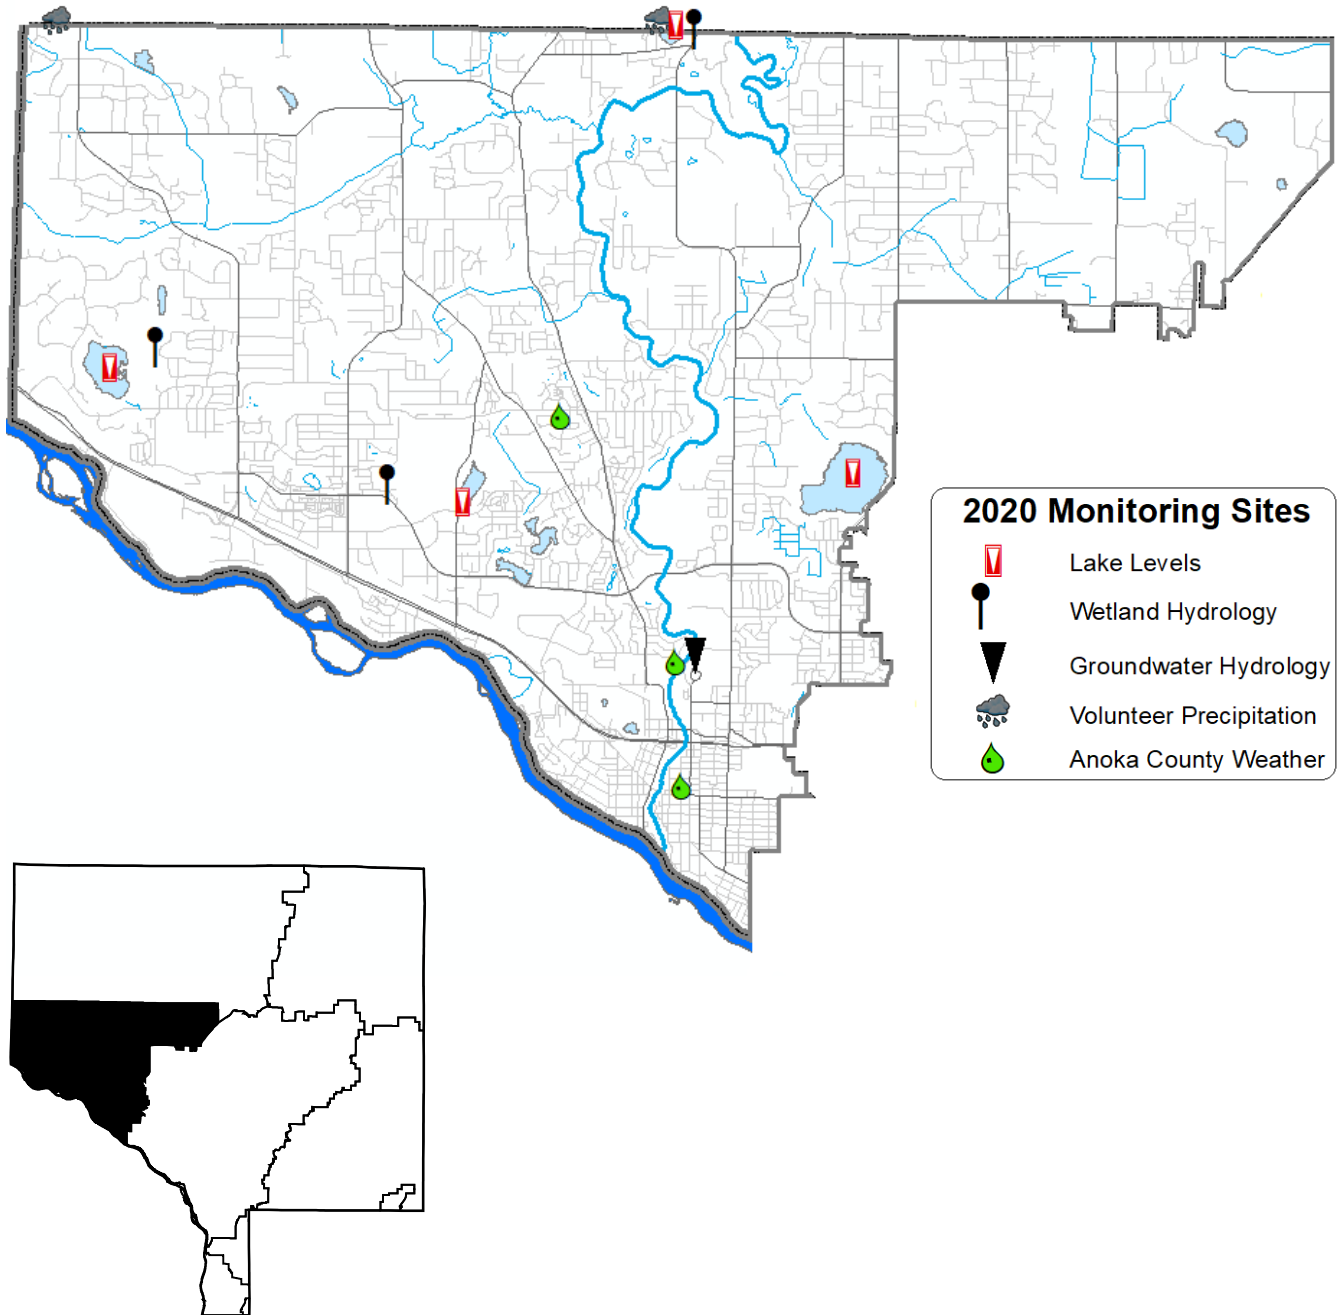 2020 Monitoring Sites
Lake Levels
Wetland Hydrology
Groundwater Hydrology
Volunteer Precipitation
Anoka County Weather